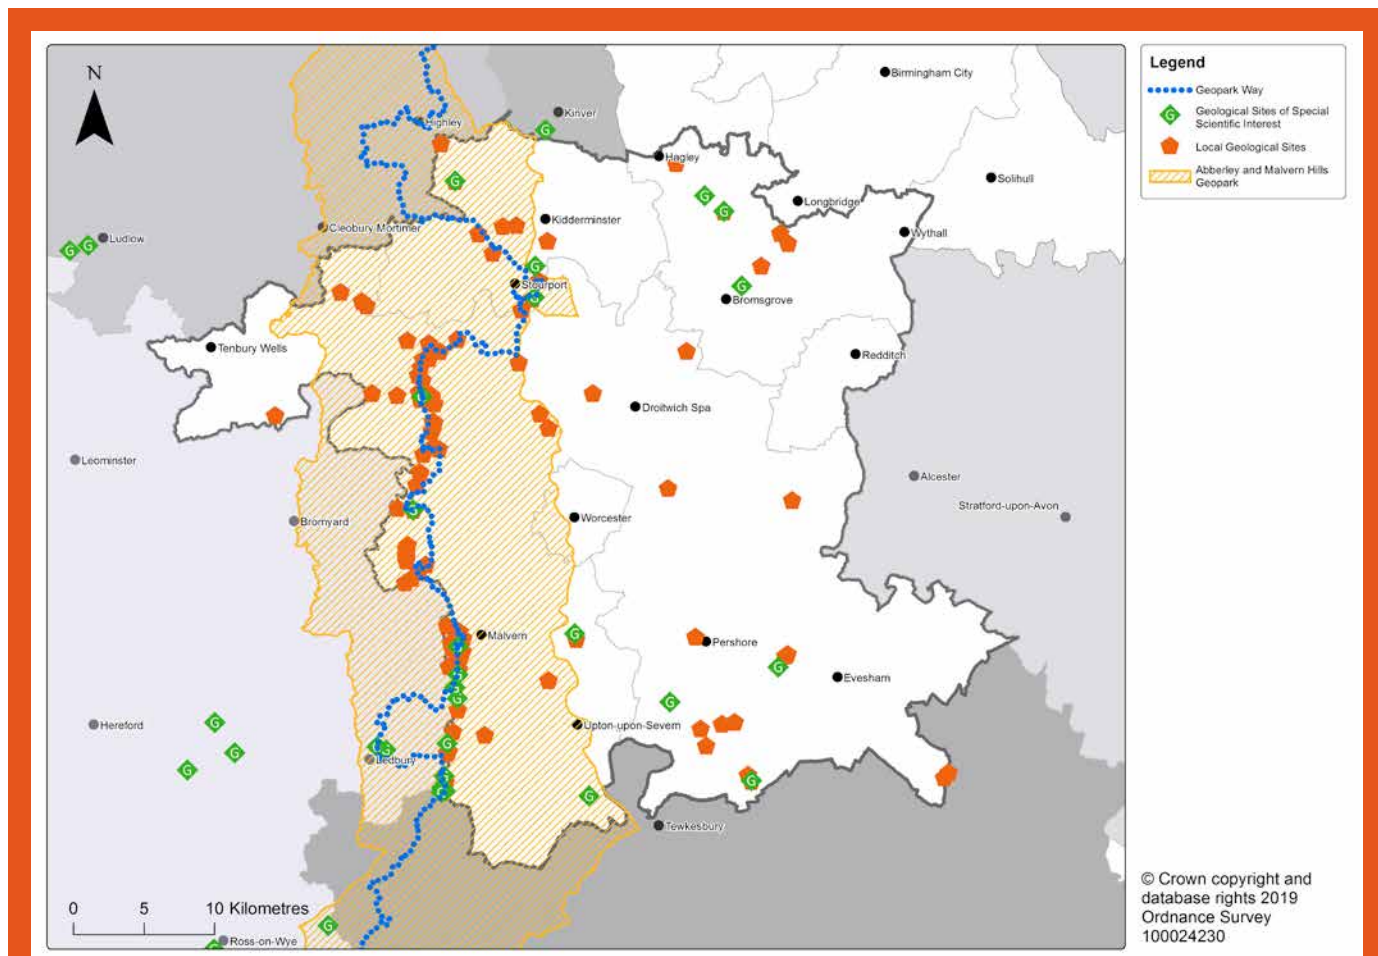 N
Highley
Kinver
Birmingham City
Hagley
Solihull
Longbridge
Kidderminster
Wythall
Cleobury Mortimer
Ludlow
Stourport
Bromsgrove
Tenbury Wells
Redditch
Droitwich Spa
Leominster
Alcester
Stratford-upon-Avon
Bromyard
Worcester
Malvern
Pershore
Evesham
Hereford
Upton-upon-Severn
Ledbury
Tewkesbury
0 5 10 Kilometres
Ross-on-Wye
Legend
Geopark Way
G
Geological Sites of Special
Scientific Interest
Local Geological Sites
Abberley and Malvern Hills
Geopark
© Crown copyright and
database rights 2019
Ordnance Survey
100024230